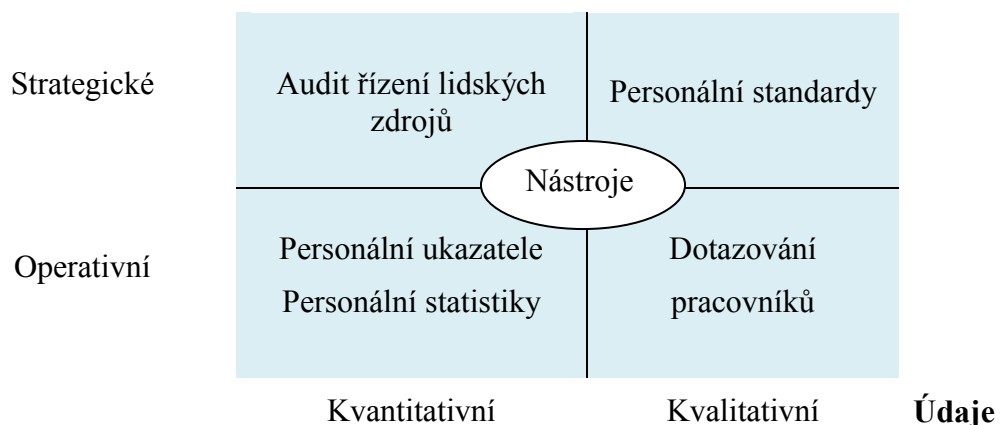 Strategické
Audit řízení lidských
zdrojů
Personální standardy
Nástroje
Operativní
Personální ukazatele
Personální statistiky
Dotazování
pracovníků
Kvantitativní
Kvalitativní
Údaje